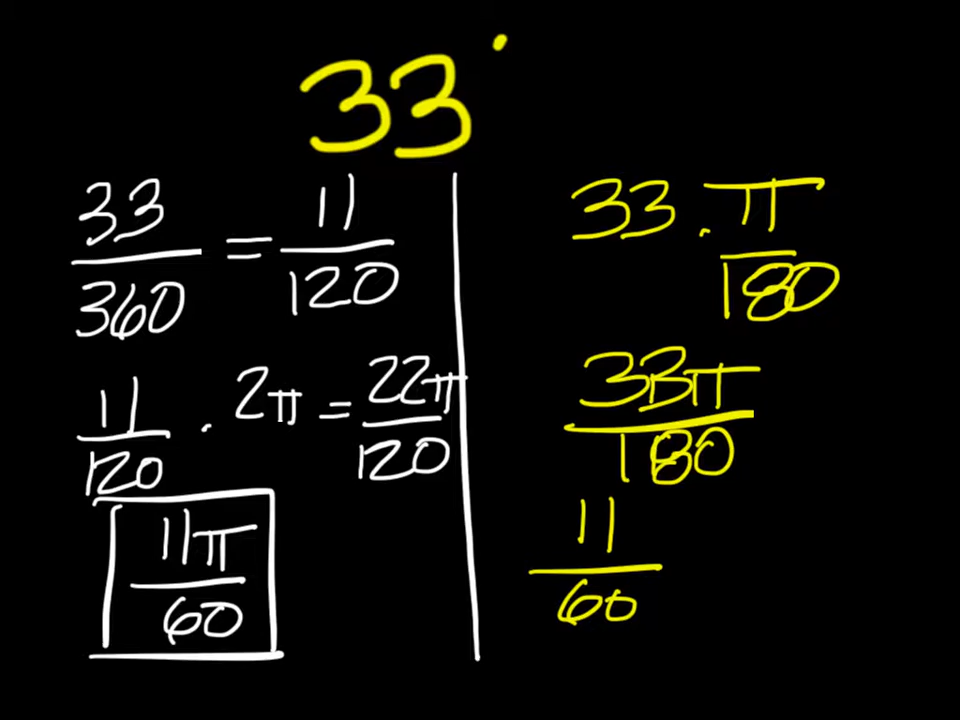 33°
33/360 = 11/120
11/120 · 2π = 22π/120
11π/60
33 · π/180
33π/180
11/60